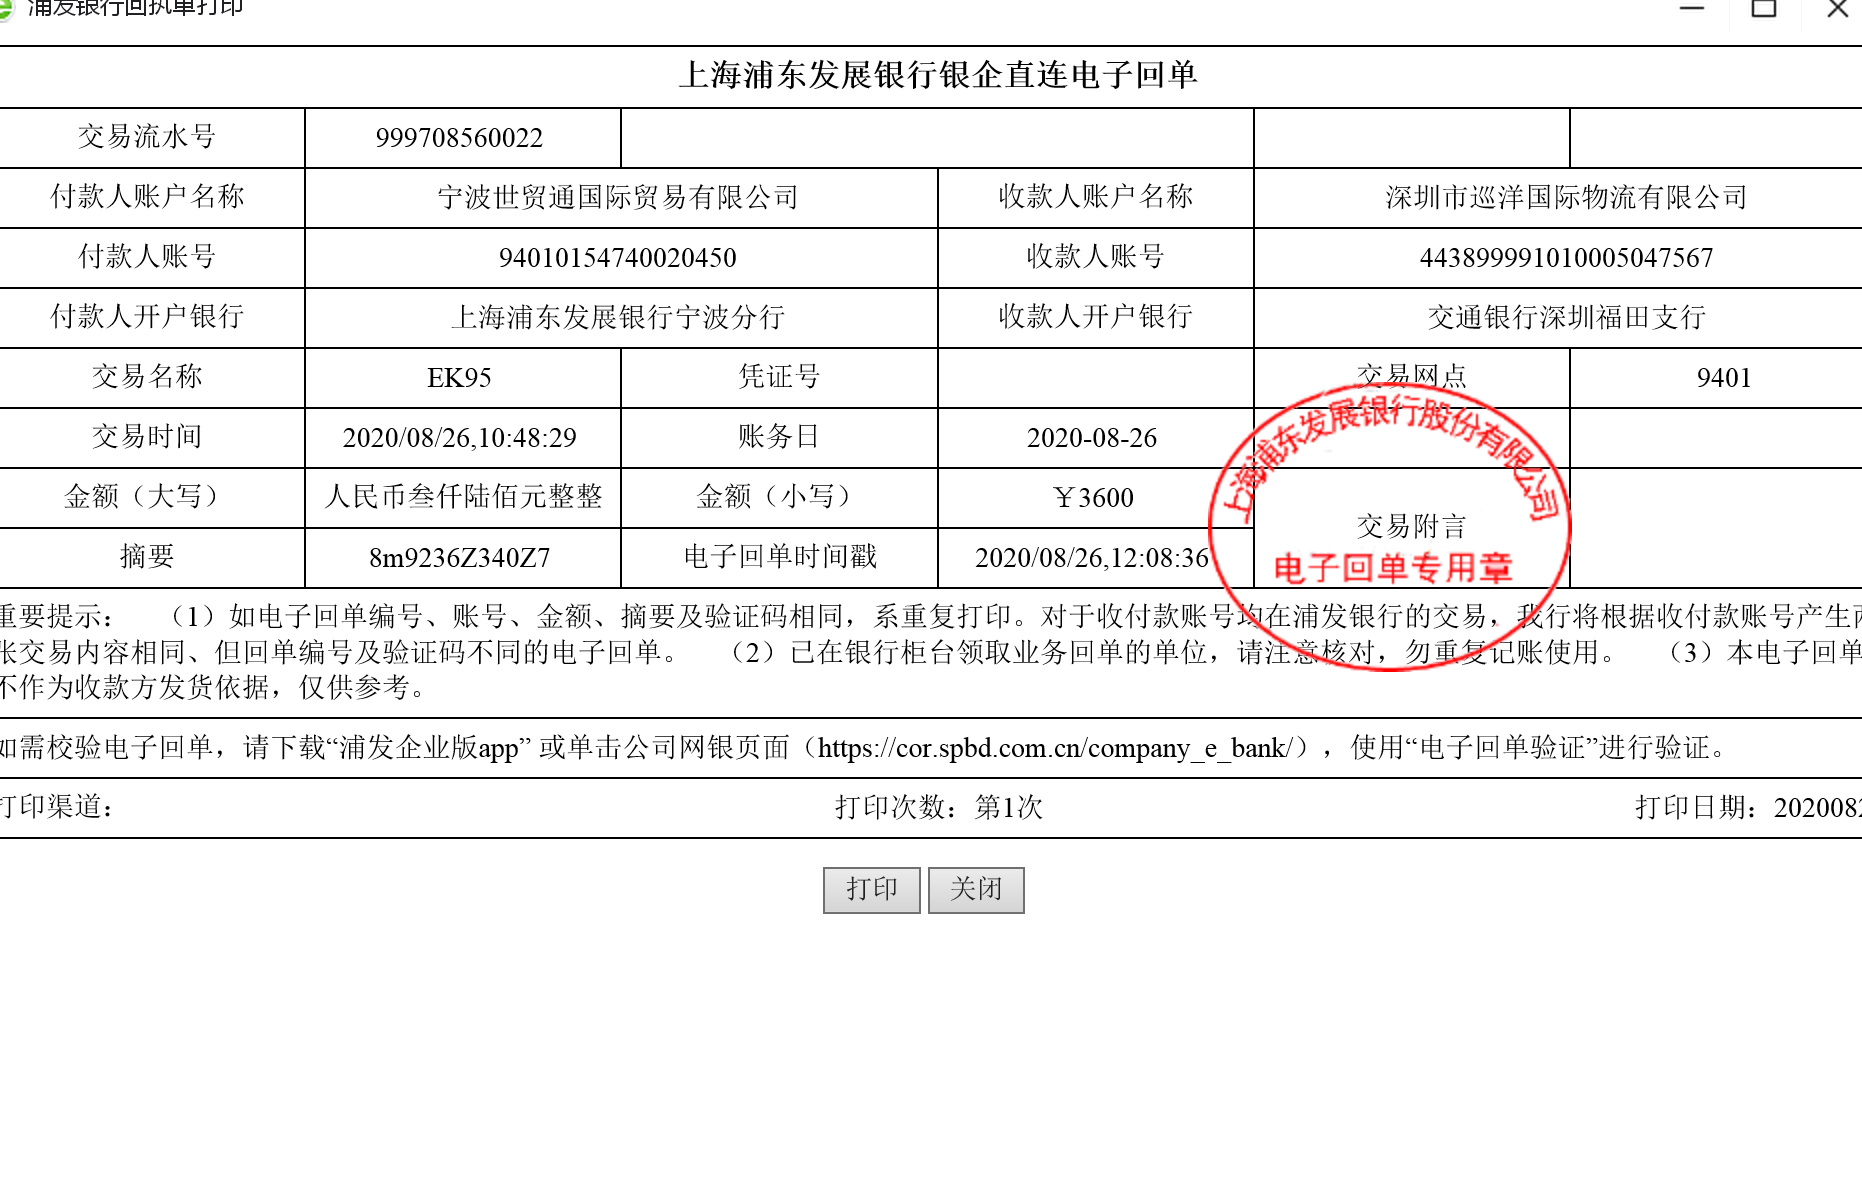 浦发银行回执单打印
上海浦东发展银行银企直连电子回单
交易流水号 999708560022
付款人账户名称 宁波世贸通国际贸易有限公司 收款人账户名称 深圳市巡洋国际物流有限公司
付款人账号 94010154740020450 收款人账号 443899991010005047567
付款人开户银行 上海浦东发展银行宁波分行 收款人开户银行 交通银行深圳福田支行
交易名称 EK95 凭证号 交易网点 9401
交易时间 2020/08/26,10:48:29 账务日 2020-08-26
金额（大写） 人民币叁仟陆佰元整整 金额（小写） ￥3600
交易附言
摘要 8m9236Z340Z7 电子回单时间戳 2020/08/26,12:08:36
上海浦东发展银行股份有限公司
电子回单专用章
重要提示： （1）如电子回单编号、账号、金额、摘要及验证码相同，系重复打印。对于收付款账号均在浦发银行的交易，我行将根据收付款账号产生两
张交易内容相同、但回单编号及验证码不同的电子回单。 （2）已在银行柜台领取业务回单的单位，请注意核对，勿重复记账使用。 （3）本电子回单
不作为收款方发货依据，仅供参考。
如需校验电子回单，请下载“浦发企业版app” 或单击公司网银页面（https://cor.spbd.com.cn/company_e_bank/），使用“电子回单验证”进行验证。
打印渠道： 打印次数：第1次 打印日期：2020082
打印 关闭